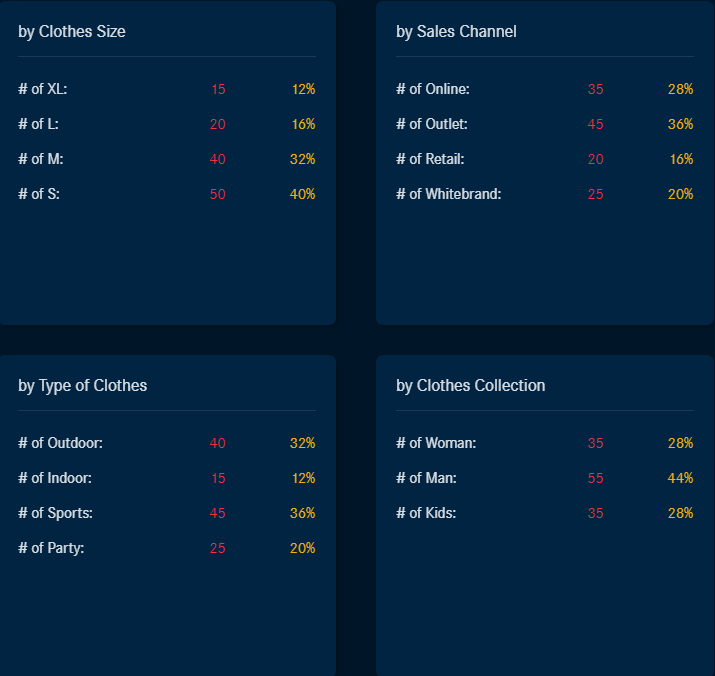 by Clothes Size
# of XL: 15 12%
# of L: 20 16%
# of M: 40 32%
# of S: 50 40%
by Sales Channel
# of Online: 35 28%
# of Outlet: 45 36%
# of Retail: 20 16%
# of Whitebrand: 25 20%
by Type of Clothes
# of Outdoor: 40 32%
# of Indoor: 15 12%
# of Sports: 45 36%
# of Party: 25 20%
by Clothes Collection
# of Woman: 35 28%
# of Man: 55 44%
# of Kids: 35 28%